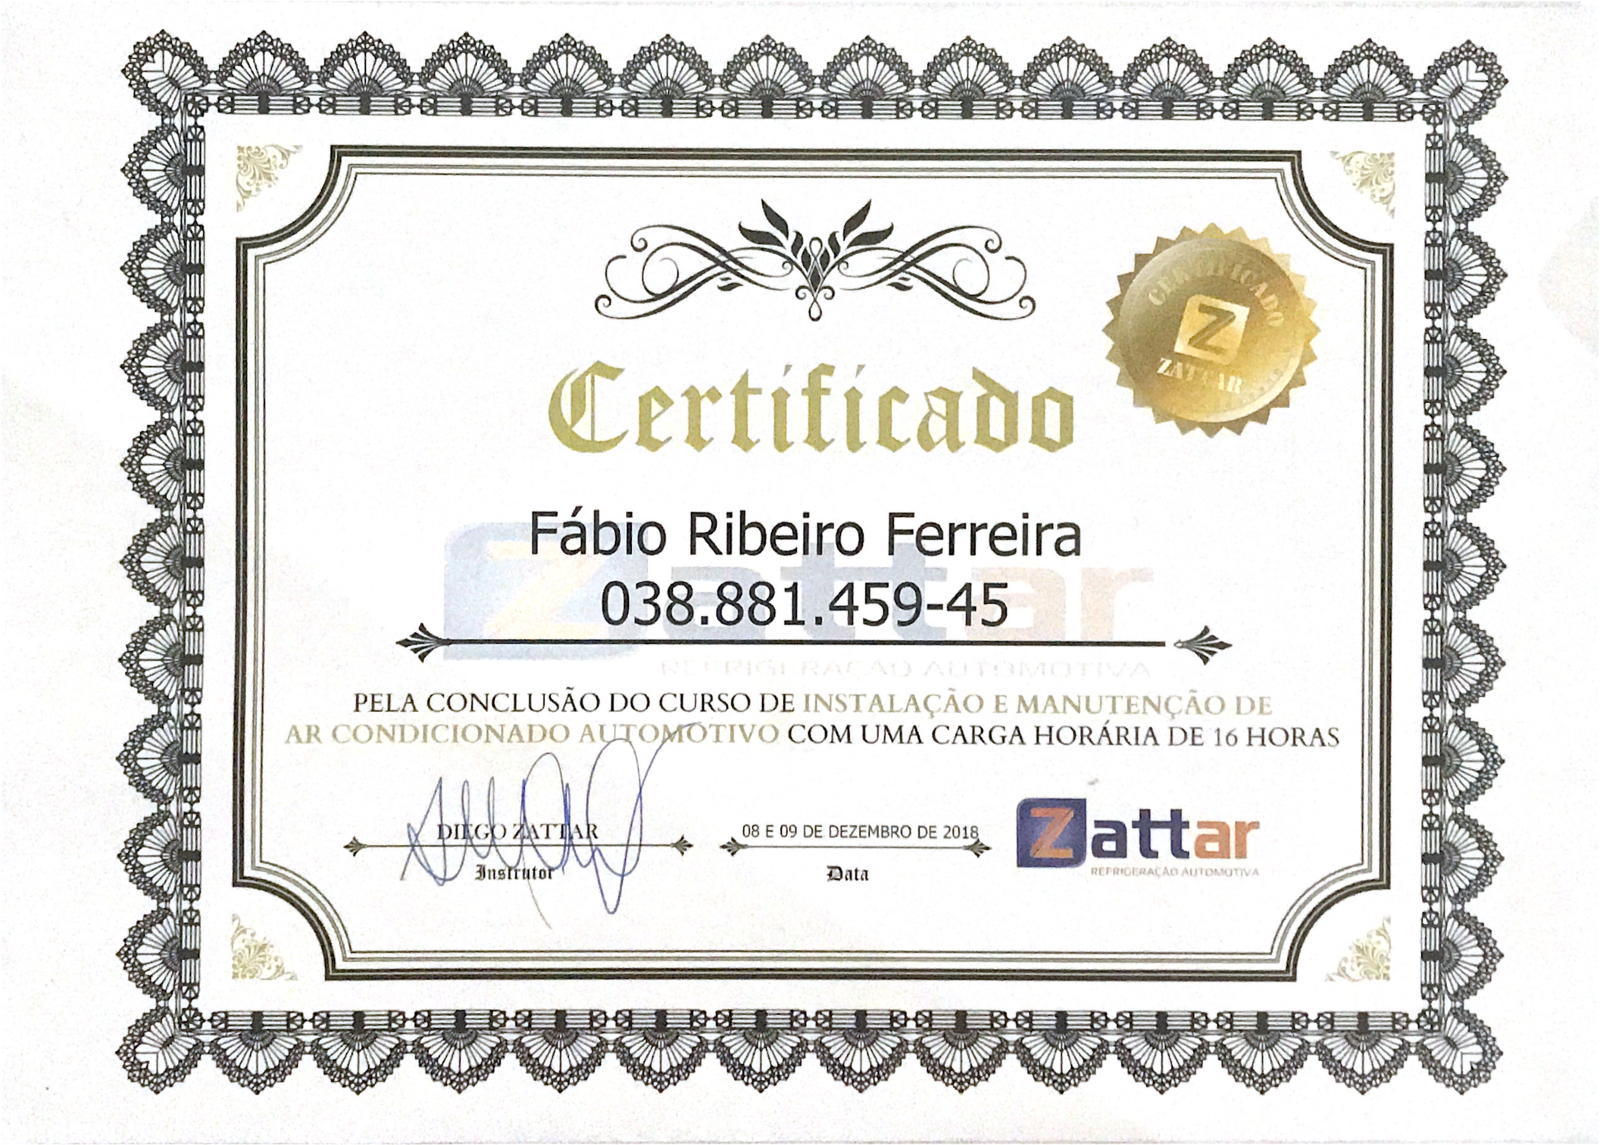 CERTIFICADO
Z
ZATTAR
Certificado
Fábio Ribeiro Ferreira
038.881.459-45
Zattar
REFRIGERAÇÃO AUTOMOTIVA
PELA CONCLUSÃO DO CURSO DE INSTALAÇÃO E MANUTENÇÃO DE
AR CONDICIONADO AUTOMOTIVO COM UMA CARGA HORÁRIA DE 16 HORAS
DIEGO ZATTAR
Instrutor
08 E 09 DE DEZEMBRO DE 2018
Data
Zattar
REFRIGERAÇÃO AUTOMOTIVA